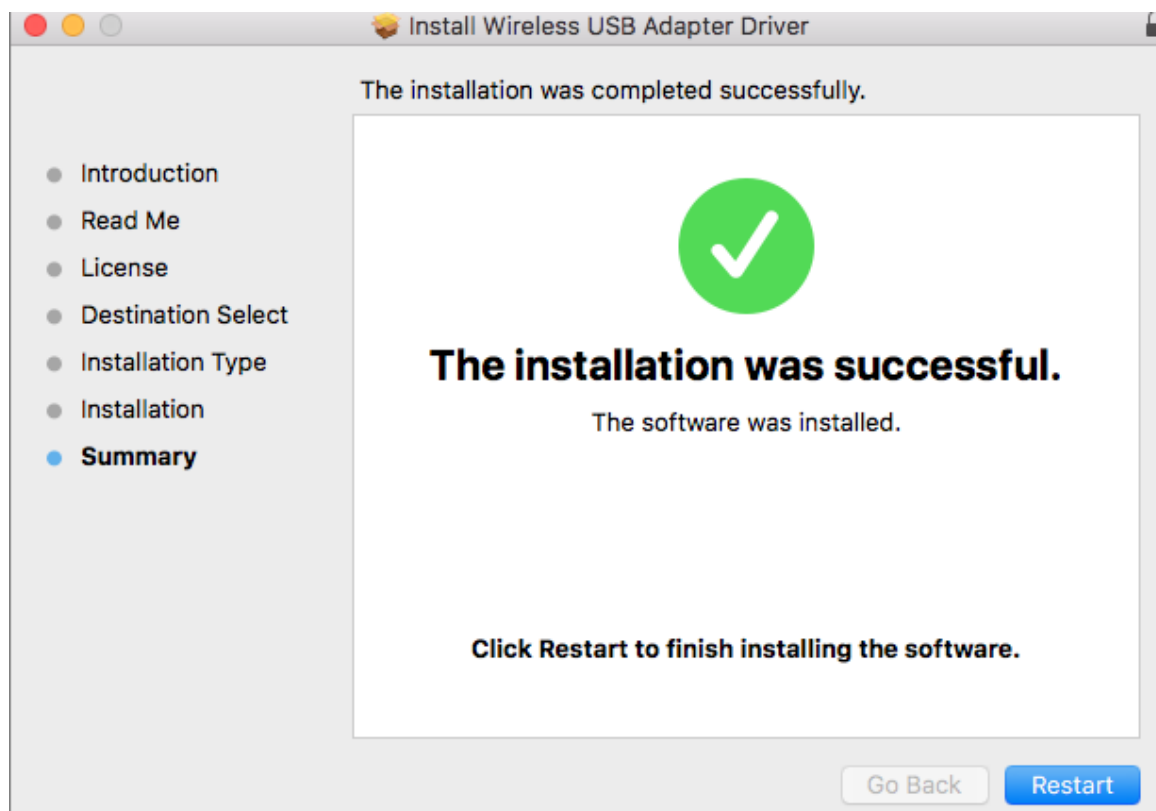 Install Wireless USB Adapter Driver
The installation was completed successfully.
Introduction
Read Me
License
Destination Select
Installation Type
Installation
Summary
The installation was successful.
The software was installed.
Click Restart to finish installing the software.
Go Back
Restart